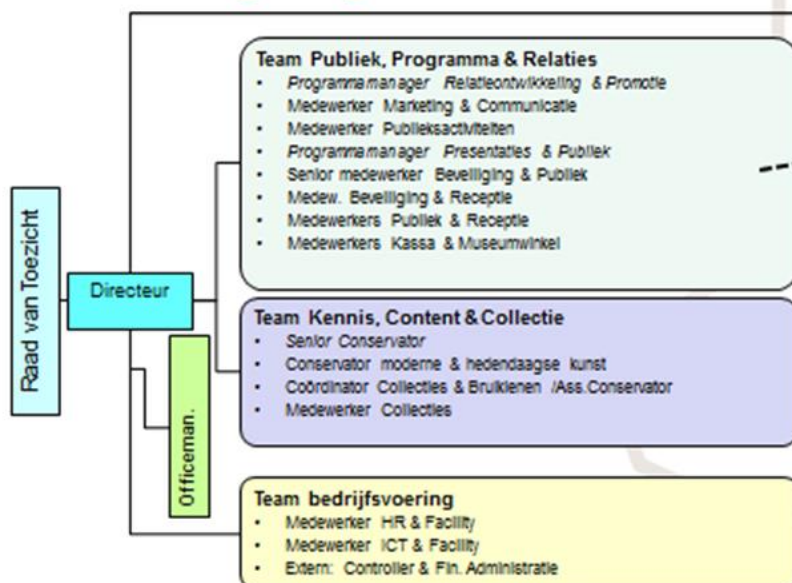 Raad van Toezicht
Directeur
Officeman.
Team Publiek, Programma & Relaties
• Programmamanager Relatieontwikkeling & Promotie
• Medewerker Marketing & Communicatie
• Medewerker Publieksactiviteiten
• Programmamanager Presentaties & Publiek
• Senior medewerker Beveiliging & Publiek
• Medew. Beveiliging & Receptie
• Medewerkers Publiek & Receptie
• Medewerkers Kassa & Museumwinkel
Team Kennis, Content & Collectie
• Senior Conservator
• Conservator moderne & hedendaagse kunst
• Coördinator Collecties & Bruiklenen /Ass.Conservator
• Medewerker Collecties
Team bedrijfsvoering
• Medewerker HR & Facility
• Medewerker ICT & Facility
• Extern: Controller & Fin. Administratie